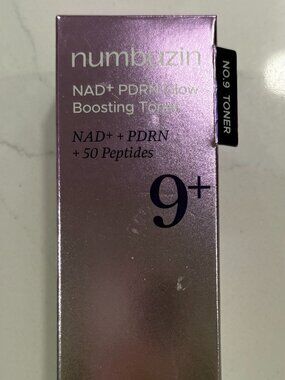 numbuzin
NAD+ PDRN Glow
Boosting Toner
NAD+ + PDRN
+ 50 Peptides
9+
NO.9 TONER